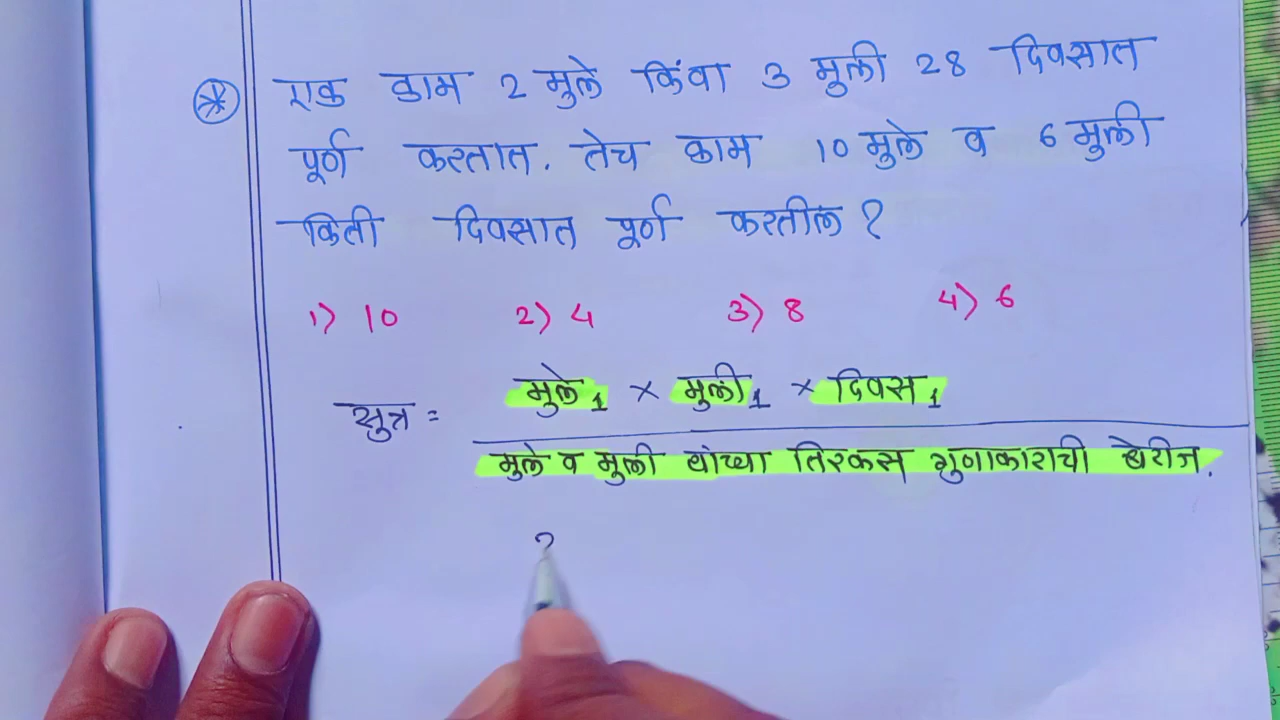 एक काम 2 मुले किंवा 3 मुली 28 दिवसात
पूर्ण करतात. तेच काम 10 मुले व 6 मुली
किती दिवसात पूर्ण करतील ?
1) 10 2) 4 3) 8 4) 6
सुत्र = मुले1 × मुली1 × दिवस1
मुले व मुली यांच्या तिरकस गुणाकाराची बेरीज.
2